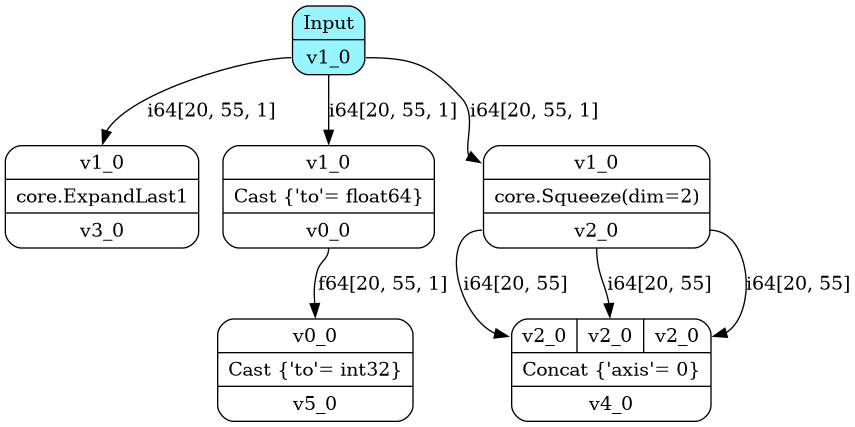 Input
v1_0
i64[20, 55, 1]
i64[20, 55, 1]
i64[20, 55, 1]
v1_0
core.ExpandLast1
v3_0
v1_0
Cast {'to'= float64}
v0_0
v1_0
core.Squeeze(dim=2)
v2_0
f64[20, 55, 1]
i64[20, 55]
i64[20, 55]
i64[20, 55]
v0_0
Cast {'to'= int32}
v5_0
v2_0 v2_0 v2_0
Concat {'axis'= 0}
v4_0